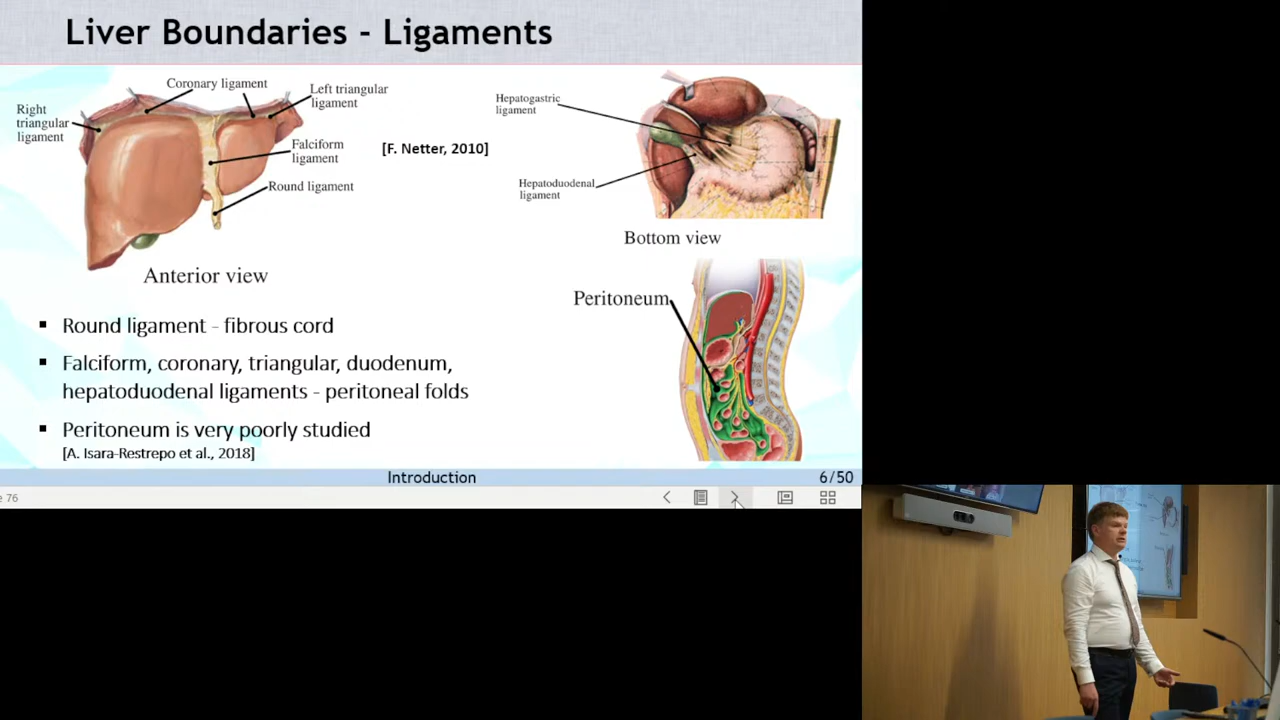 Liver Boundaries - Ligaments
Coronary ligament
Left triangular
ligament
Right
triangular
ligament
Falciform
ligament
Round ligament
[F. Netter, 2010]
Anterior view
Hepatogastric
ligament
Hepatoduodenal
ligament
Bottom view
Peritoneum
▪ Round ligament - fibrous cord
▪ Falciform, coronary, triangular, duodenum,
hepatoduodenal ligaments - peritoneal folds
▪ Peritoneum is very poorly studied
[A. Isara-Restrepo et al., 2018]
Introduction
6/50
e 76